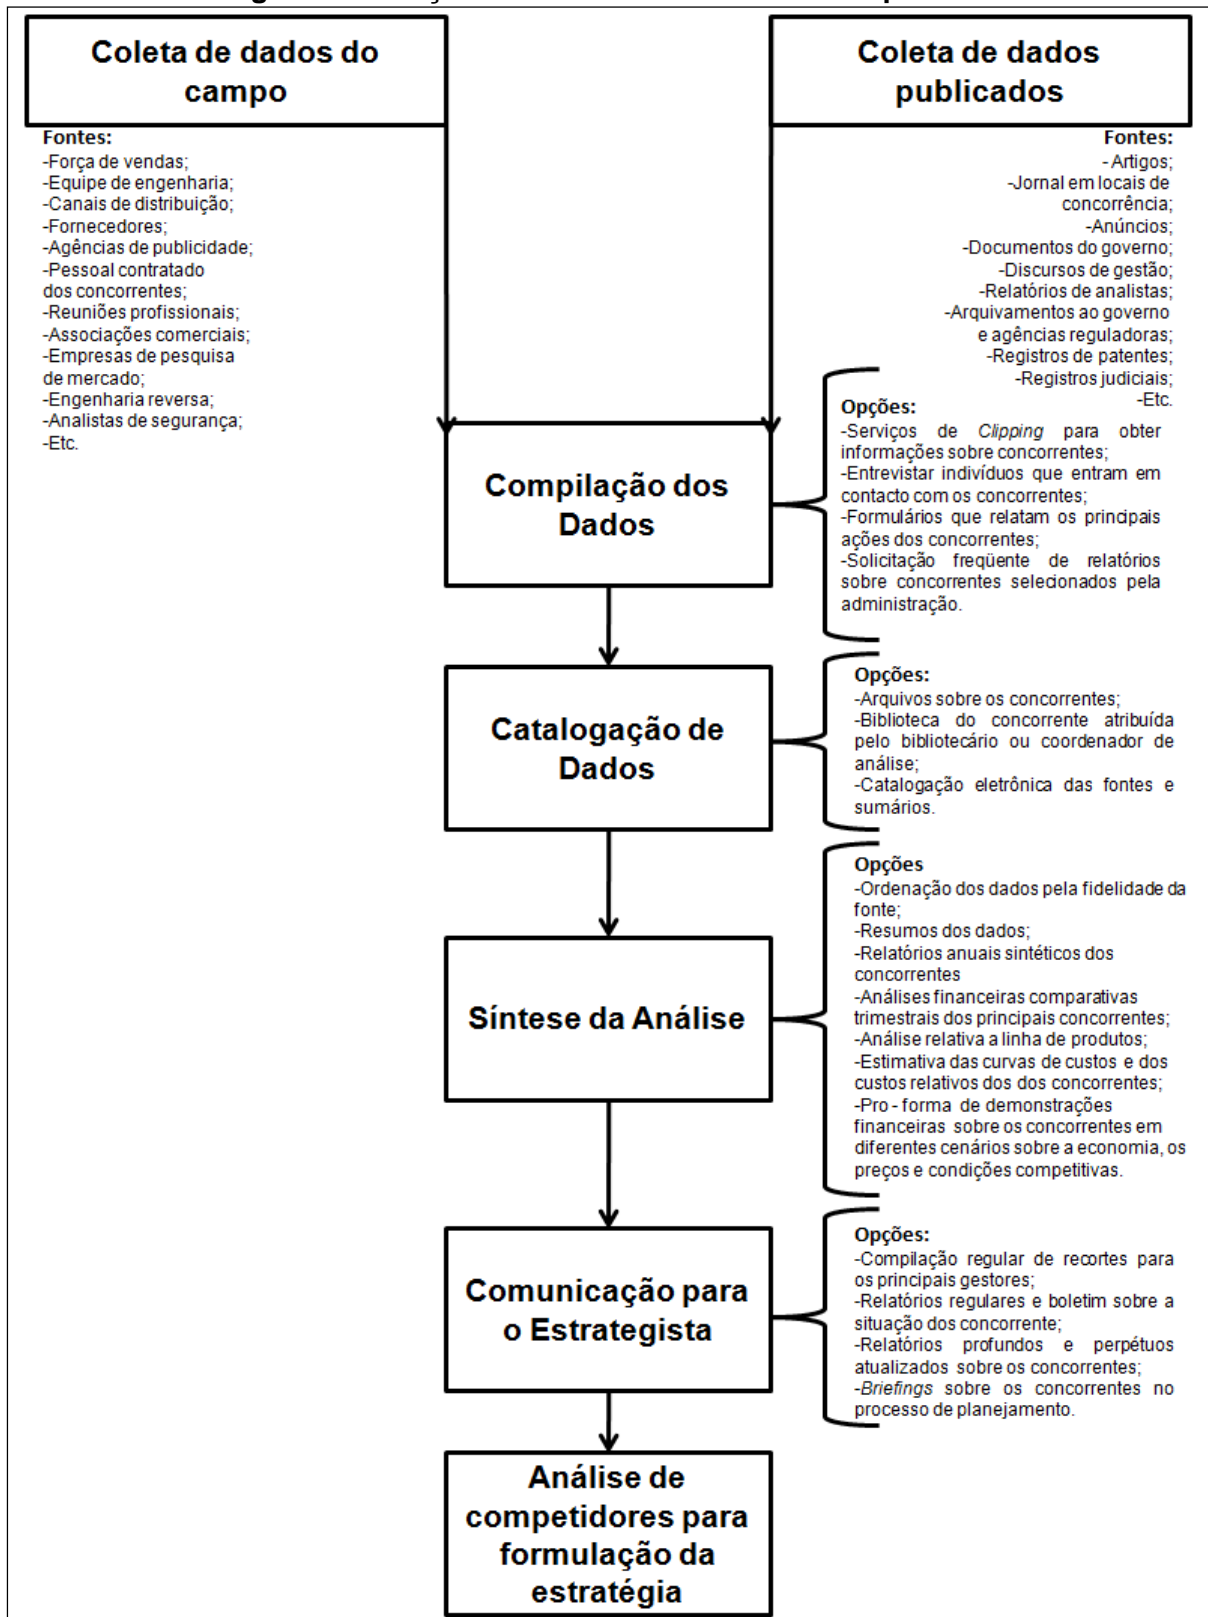 Coleta de dados do
campo
Coleta de dados
publicados
Fontes:
-Força de vendas;
-Equipe de engenharia;
-Canais de distribuição;
-Fornecedores;
-Agências de publicidade;
-Pessoal contratado
dos concorrentes;
-Reuniões profissionais;
-Associações comerciais;
-Empresas de pesquisa
de mercado;
-Engenharia reversa;
-Analistas de segurança;
-Etc.
Fontes:
- Artigos;
-Jornal em locais de
concorrência;
-Anúncios;
-Documentos do governo;
-Discursos de gestão;
-Relatórios de analistas;
-Arquivamentos ao governo
e agências reguladoras;
-Registros de patentes;
-Registros judiciais;
-Etc.
Compilação dos
Dados
Opções:
-Serviços de Clipping para obter
informações sobre concorrentes;
-Entrevistar indivíduos que entram em
contacto com os concorrentes;
-Formulários que relatam os principais
ações dos concorrentes;
-Solicitação freqüente de relatórios
sobre concorrentes selecionados pela
administração.
Catalogação de
Dados
Opções:
-Arquivos sobre os concorrentes;
-Biblioteca do concorrente atribuída
pelo bibliotecário ou coordenador de
análise;
-Catalogação eletrônica das fontes e
sumários.
Síntese da Análise
Opções
-Ordenação dos dados pela fidelidade da
fonte;
-Resumos dos dados;
-Relatórios anuais sintéticos dos
concorrentes
-Análises financeiras comparativas
trimestrais dos principais concorrentes;
-Análise relativa a linha de produtos;
-Estimativa das curvas de custos e dos
custos relativos dos dos concorrentes;
-Pro - forma de demonstrações
financeiras sobre os concorrentes em
diferentes cenários sobre a economia, os
preços e condições competitivas.
Comunicação para
o Estrategista
Opções:
-Compilação regular de recortes para
os principais gestores;
-Relatórios regulares e boletim sobre a
situação dos concorrente;
-Relatórios profundos e perpétuos
atualizados sobre os concorrentes;
-Briefings sobre os concorrentes no
processo de planejamento.
Análise de
competidores para
formulação da
estratégia